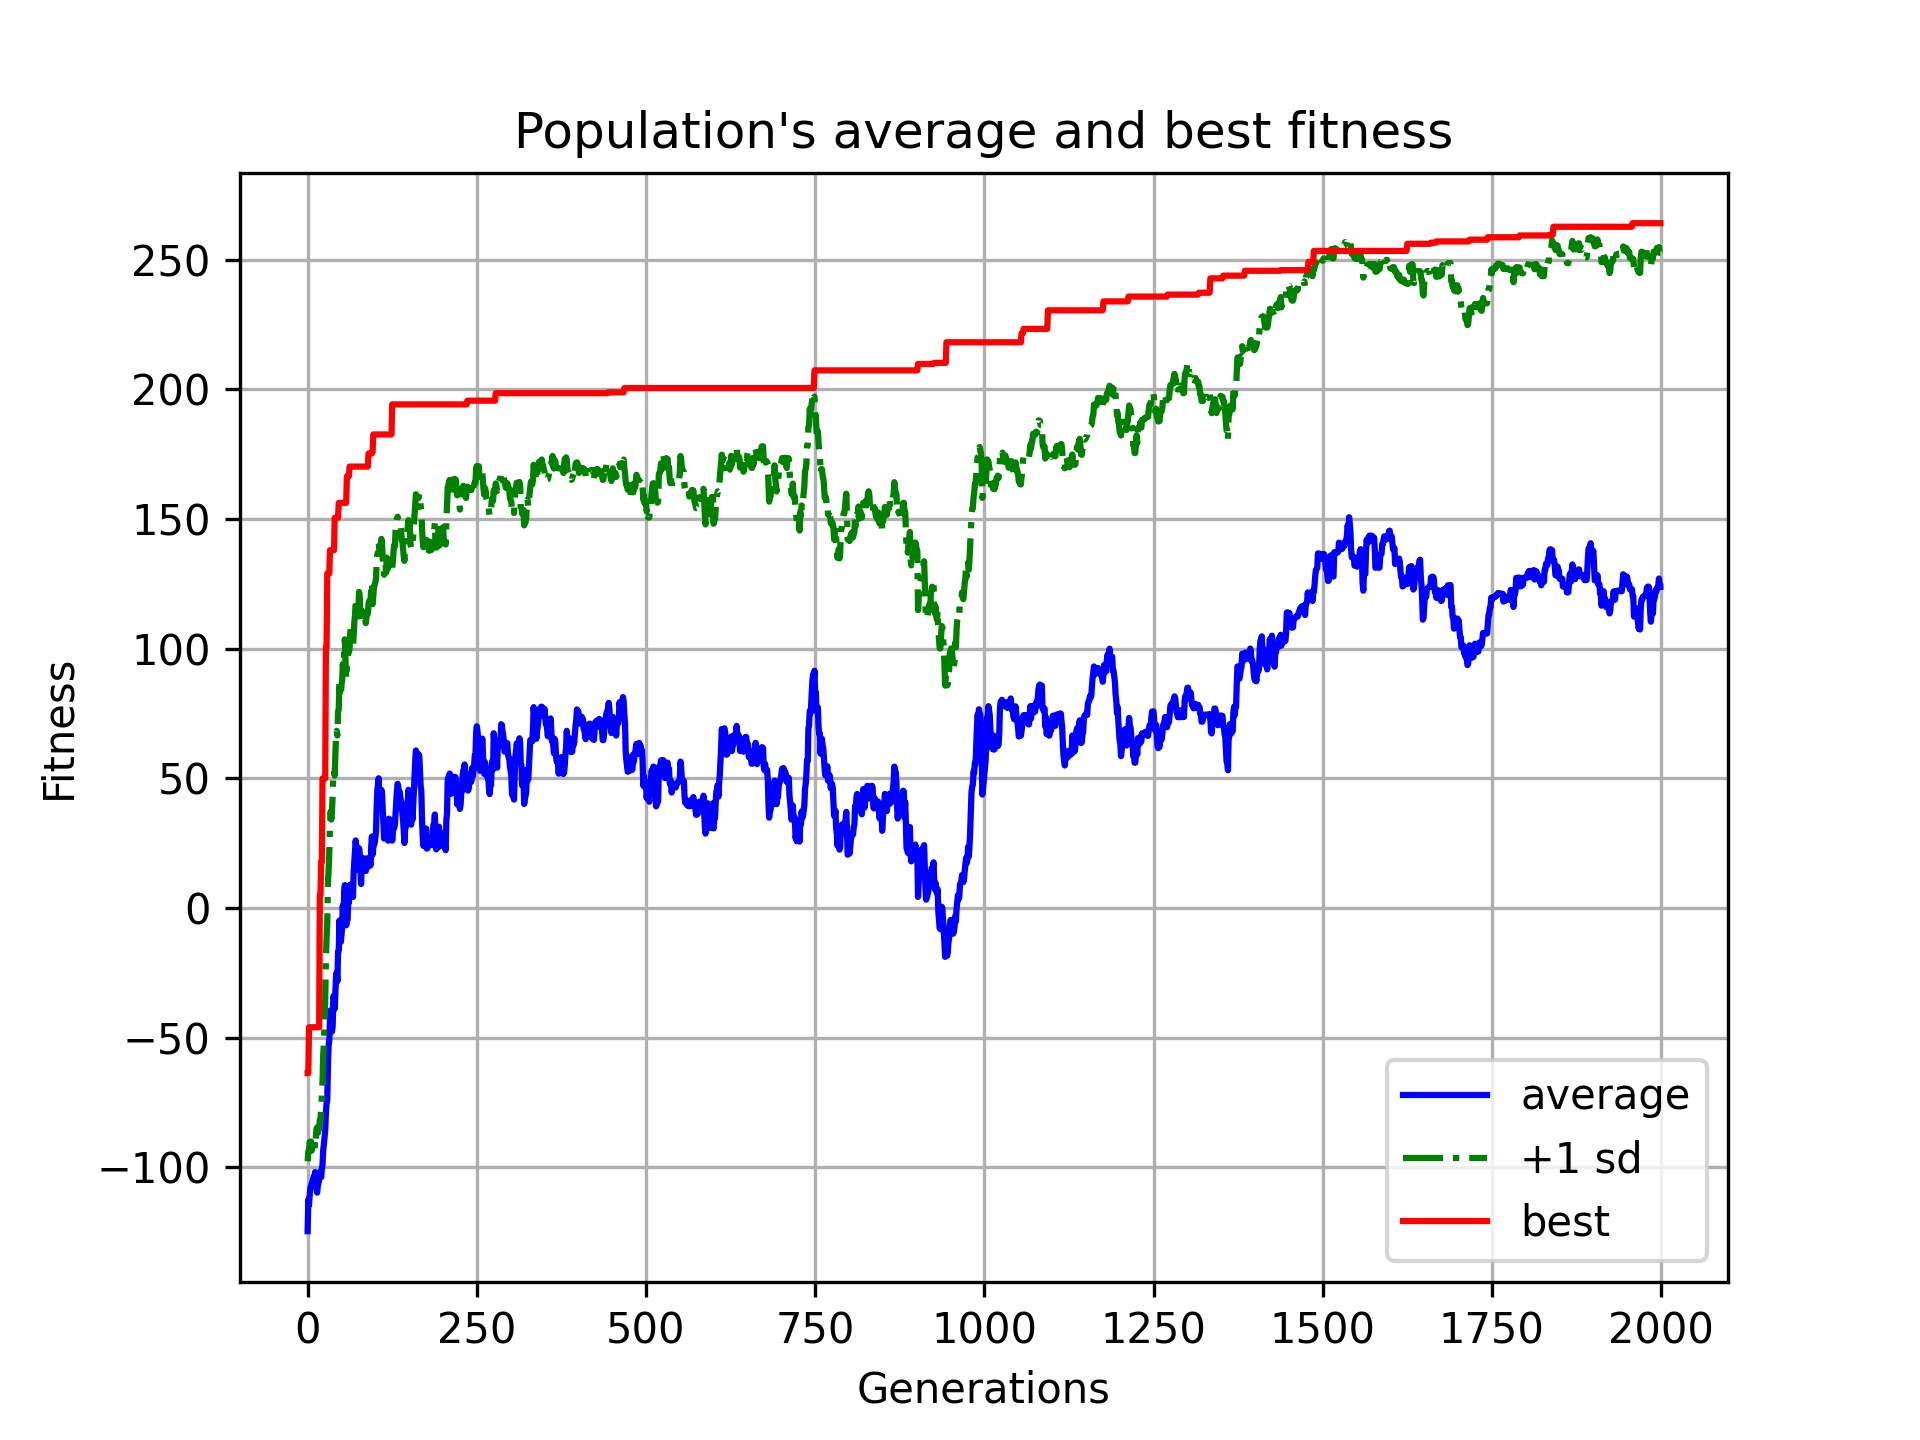 Population's average and best fitness
Fitness
250
200
150
100
50
0
−50
−100
0 250 500 750 1000 1250 1500 1750 2000
Generations
average
+1 sd
best